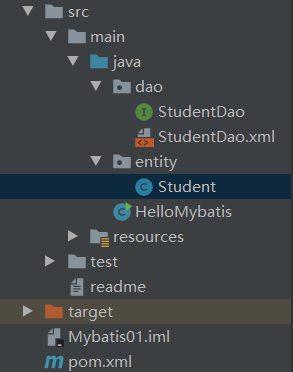 src
main
java
dao
StudentDao
StudentDao.xml
entity
Student
HelloMybatis
resources
test
readme
target
Mybatis01.iml
pom.xml